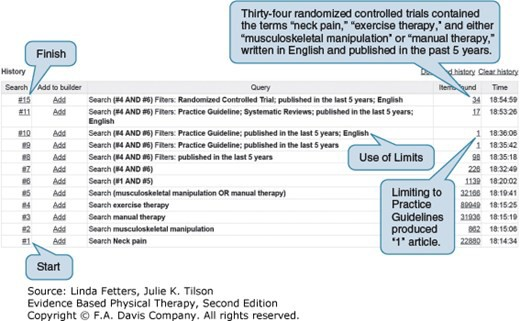 Thirty-four randomized controlled trials contained
the terms “neck pain,” “exercise therapy,” and either
“musculoskeletal manipulation” or “manual therapy,”
written in English and published in the past 5 years.
Finish
History
history Clear history
Search Add to builder Query Time
#15 Add Search (#4 AND #6) Filters: Randomized Controlled Trial; published in the last 5 years; English 34 18:54:59
#11 Add Search (#4 AND #6) Filters: Practice Guideline; Systematic Reviews; published in the last 5 years; 17 18:53:26
English
#10 Add Search (#4 AND #6) Filters: Practice Guideline; published in the last 5 years; English 1 18:36:06
#9 Add Search (#4 AND #6) Filters: Practice Guideline; published in the last 5 years 1 18:35:42
#8 Add Search (#4 AND #6) Filters: published in the last 5 years 98 18:35:18
#7 Add Search (#4 AND #6) 226 18:32:49
#6 Add Search (#1 AND #5) 1139 18:20:02
#5 Add Search (musculoskeletal manipulation OR manual therapy) 32166 18:19:41
#4 Add Search exercise therapy 89949 18:15:25
#3 Add Search manual therapy 31936 18:15:19
#2 Add Search musculoskeletal manipulation 862 18:15:06
#1 Add Search Neck pain 22880 18:14:34
Use of Limits
Limiting to
Practice
Guidelines
produced
“1” article.
Start
Source: Linda Fetters, Julie K. Tilson
Evidence Based Physical Therapy, Second Edition
Copyright © F.A. Davis Company. All rights reserved.